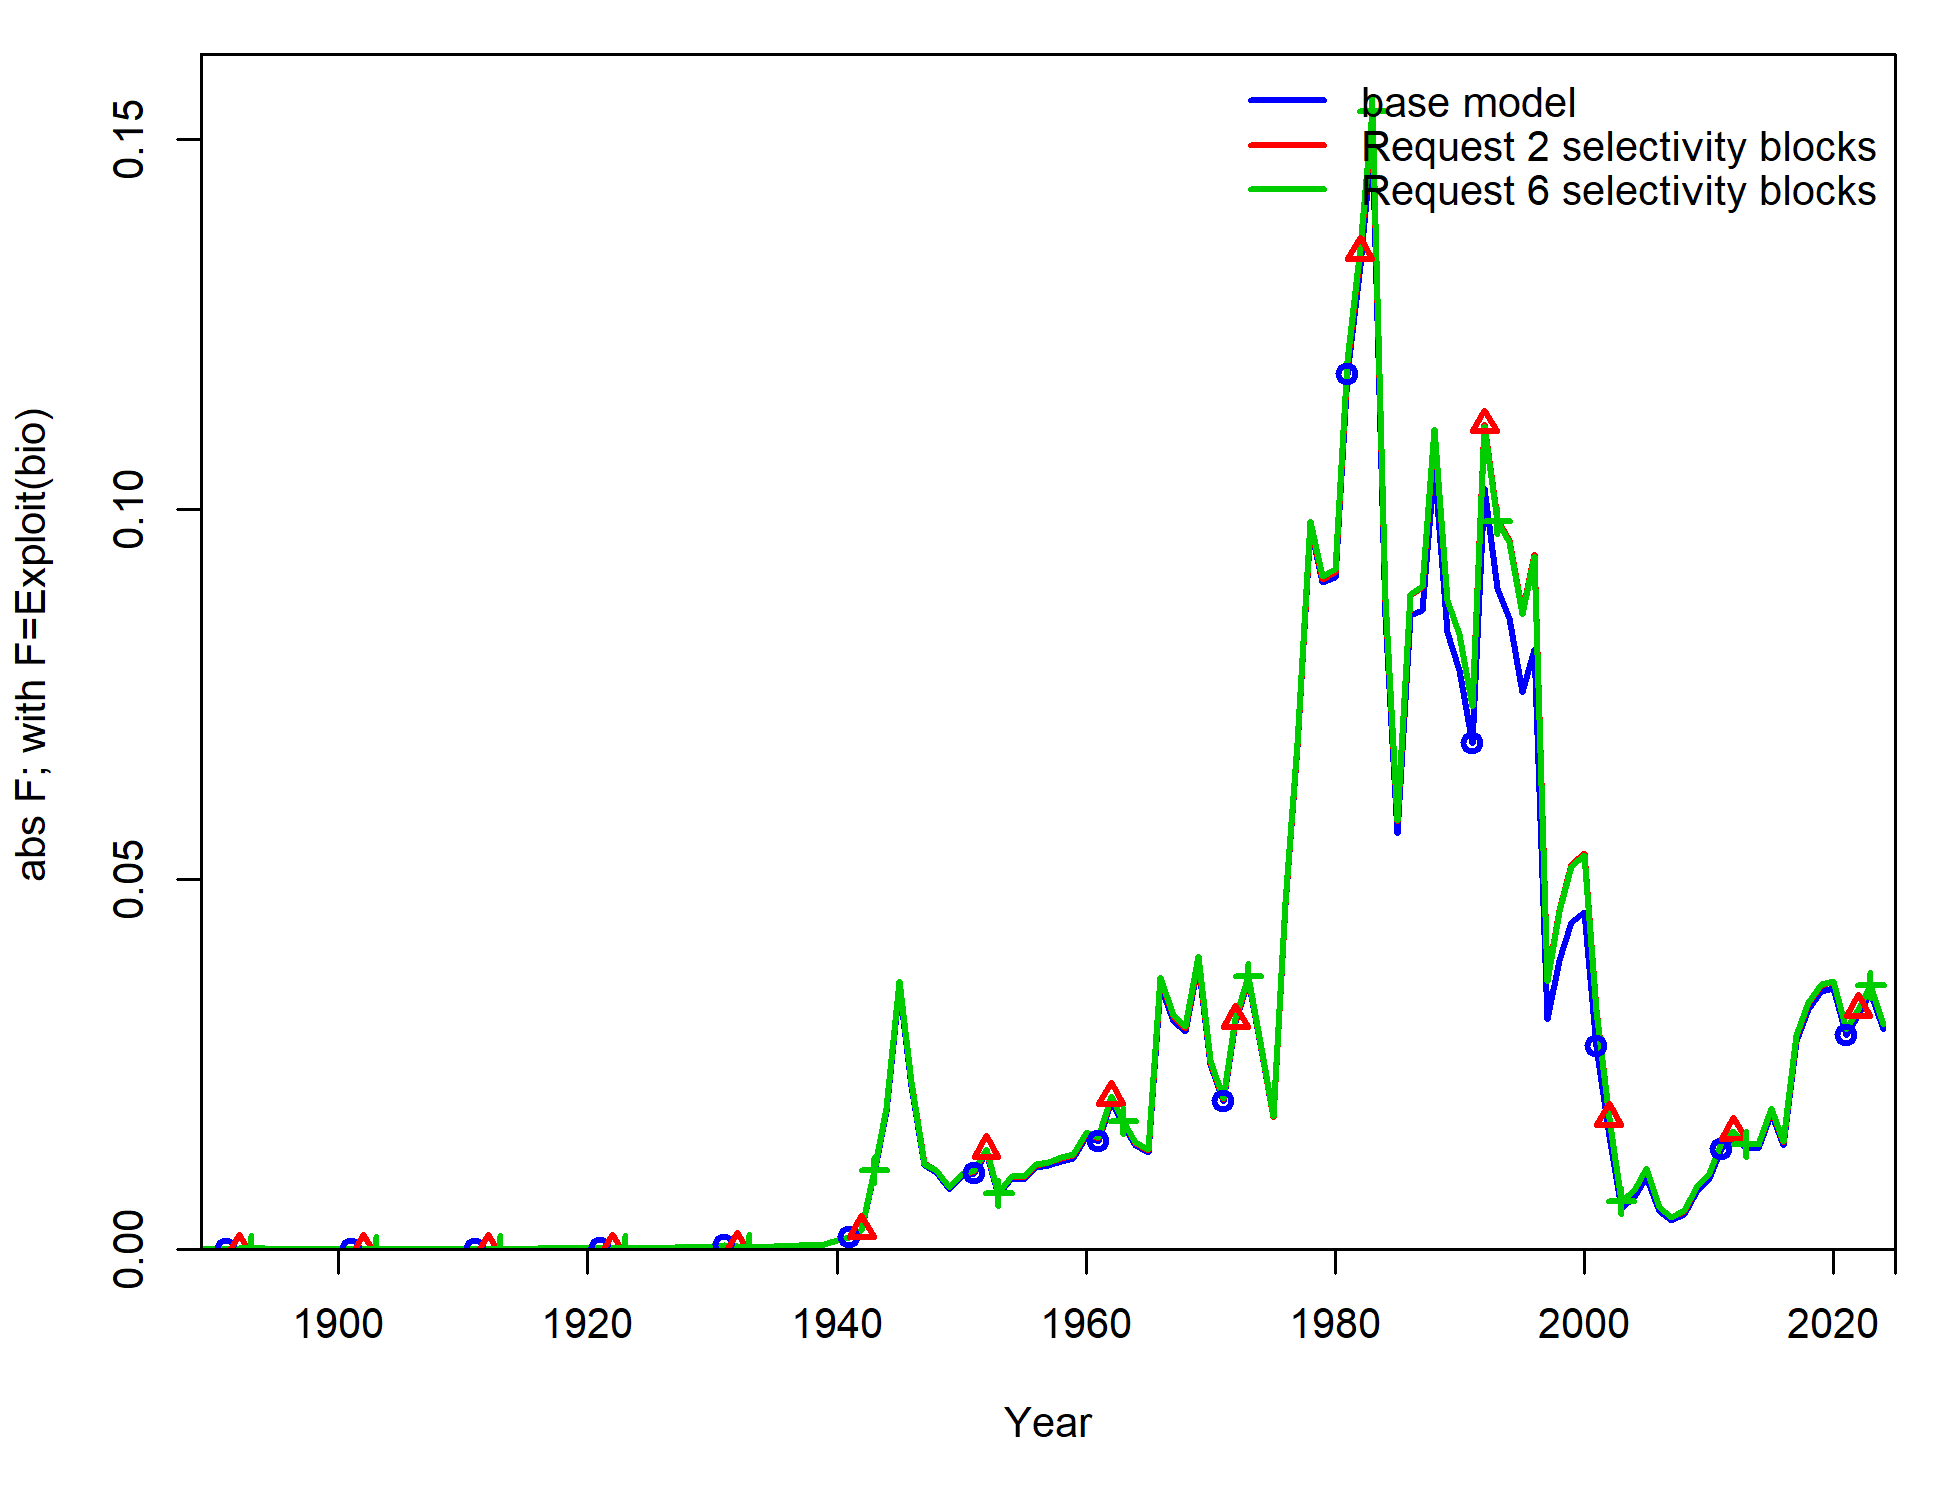 base model
Request 2 selectivity blocks
Request 6 selectivity blocks
abs F; with F=Exploit(bio)
0.15
0.10
0.05
0.00
1900 1920 1940 1960 1980 2000 2020
Year